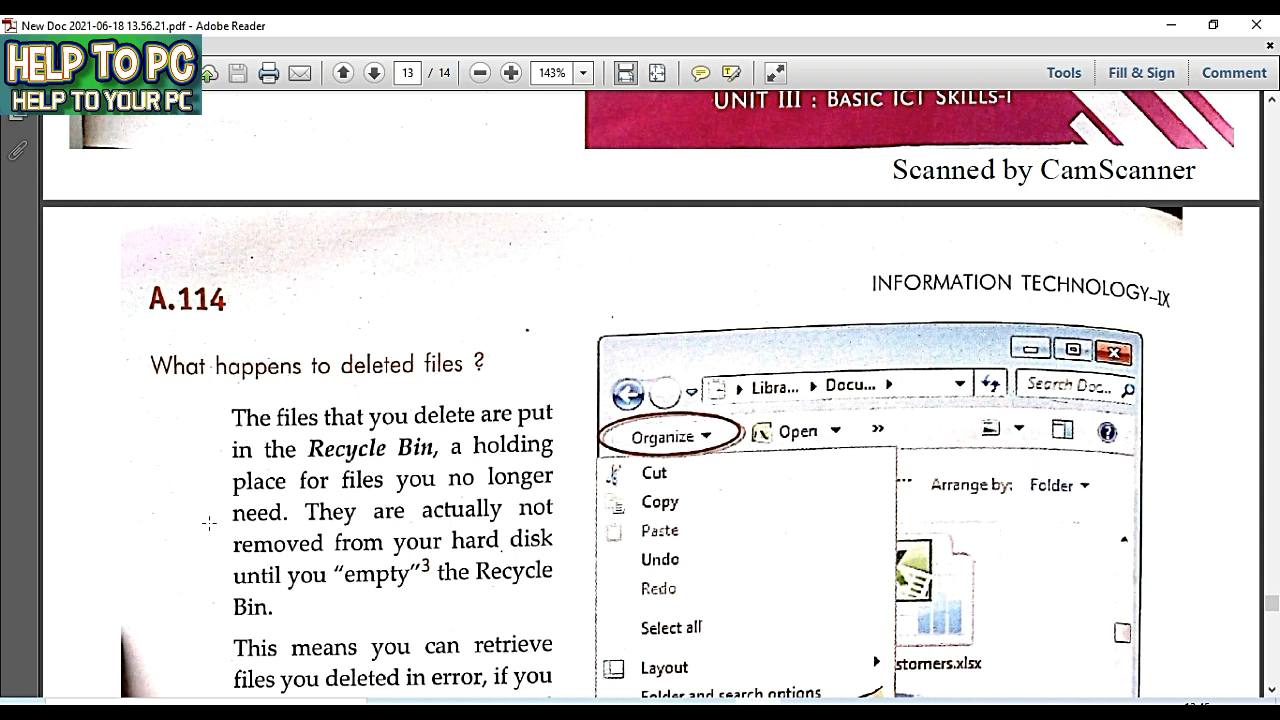 New Doc 2021-06-18 13.56.21.pdf - Adobe Reader
HELP TO PC
HELP TO YOUR PC
13 / 14
143%
Tools
Fill & Sign
Comment
UNIT III : BASIC ICT SKILLS-I
Scanned by CamScanner
A.114
INFORMATION TECHNOLOGY–IX
What happens to deleted files ?
The files that you delete are put
in the Recycle Bin, a holding
place for files you no longer
need. They are actually not
removed from your hard disk
until you “empty”3 the Recycle
Bin.
This means you can retrieve
files you deleted in error, if you
Libra...
Docu...
Search Doc...
Organize
Open
»
Cut
Copy
Paste
Undo
Redo
Select all
Layout
Folder and search options
...
Arrange by:
Folder
stomers.xlsx